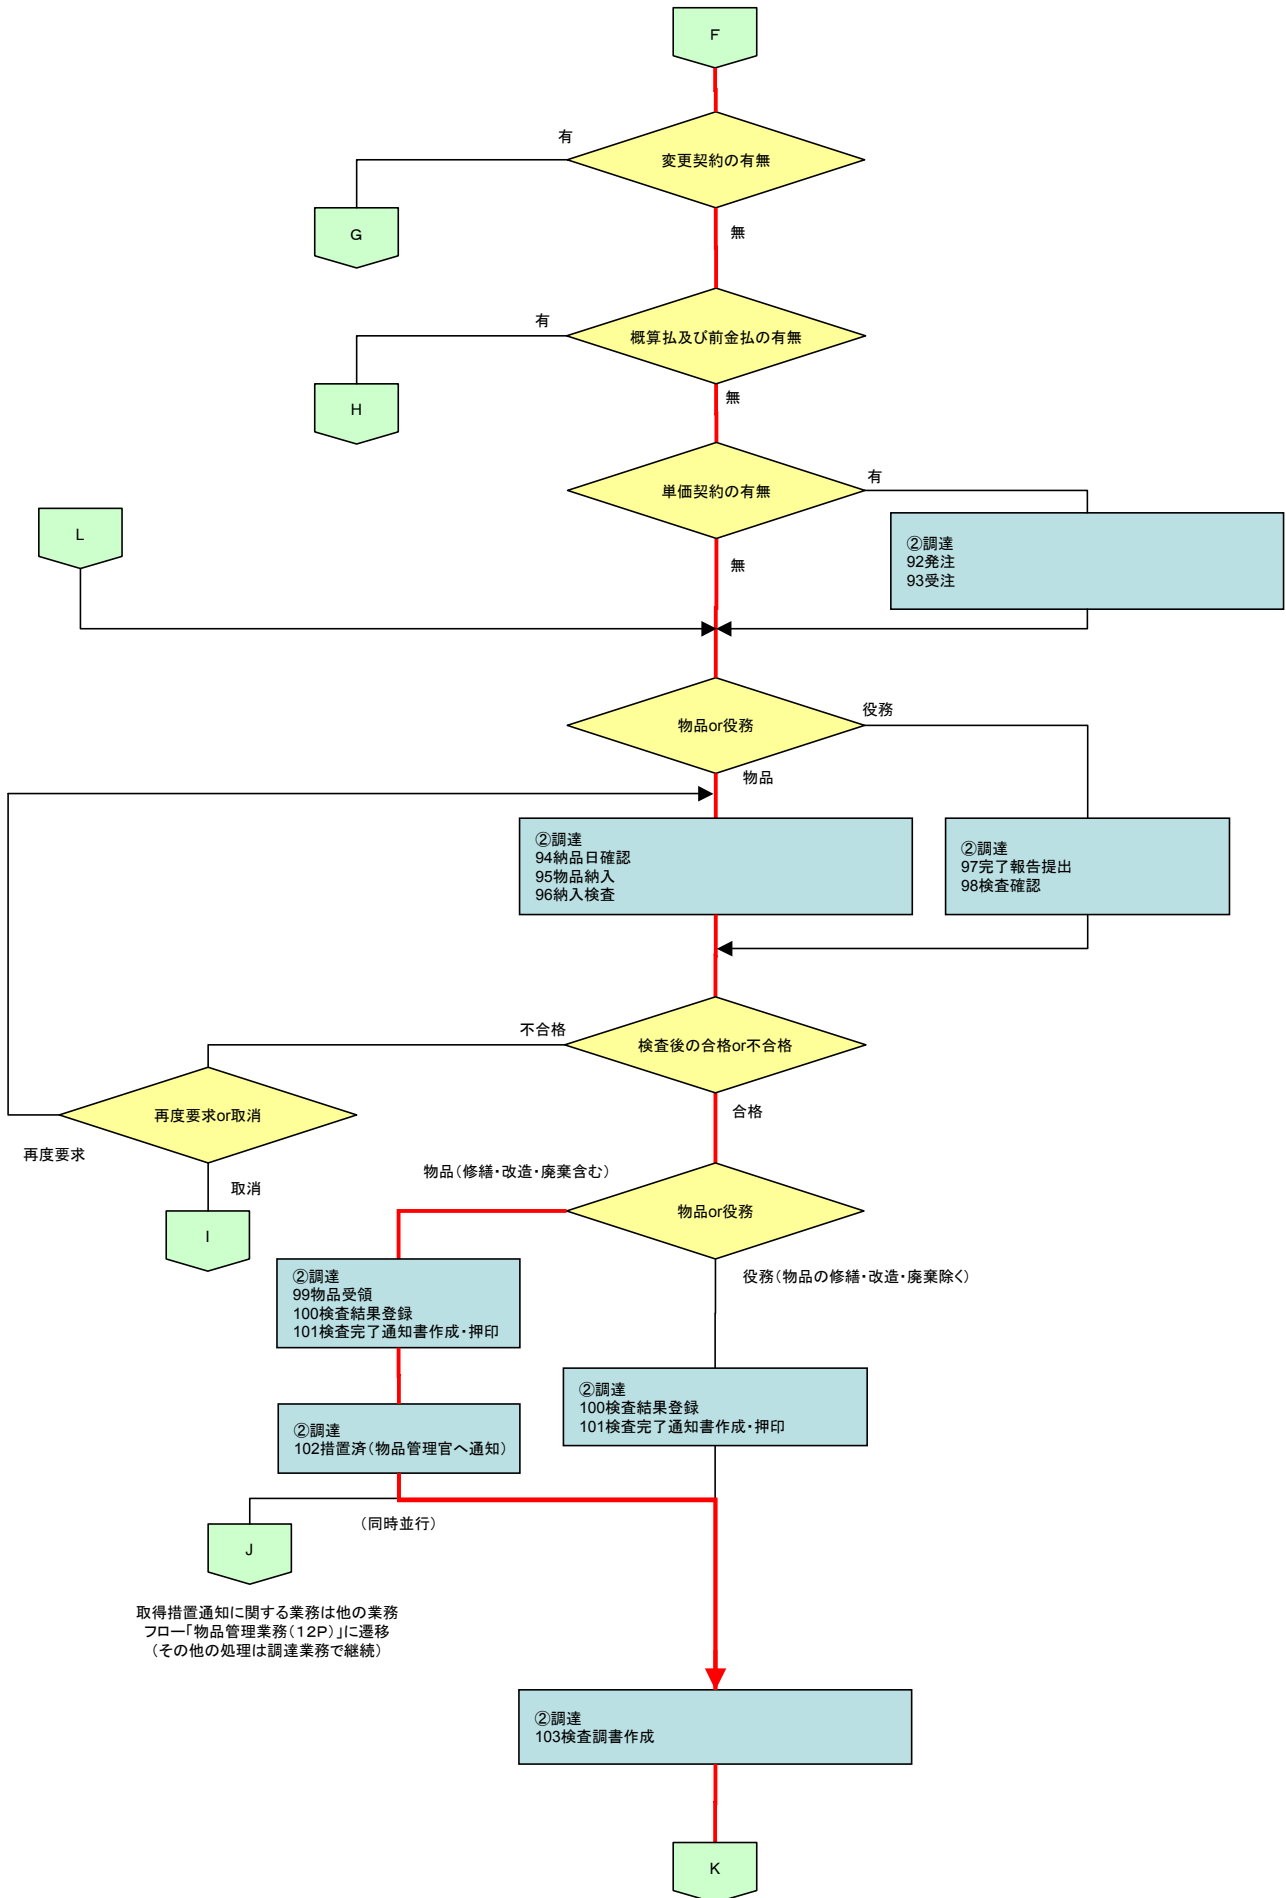 F
有
変更契約の有無
G
無
有
概算払及び前金払の有無
H
無
単価契約の有無
有
L
②調達
92発注
93受注
無
物品or役務
役務
物品
②調達
94納品日確認
95物品納入
96納入検査
②調達
97完了報告提出
98検査確認
不合格
検査後の合格or不合格
再度要求or取消
合格
再度要求
物品（修繕・改造・廃棄含む）
取消
物品or役務
I
②調達
99物品受領
100検査結果登録
101検査完了通知書作成・押印
役務（物品の修繕・改造・廃棄除く）
②調達
100検査結果登録
101検査完了通知書作成・押印
②調達
102措置済（物品管理官へ通知）
（同時並行）
J
取得措置通知に関する業務は他の業務
フロー「物品管理業務（１２Ｐ）」に遷移
（その他の処理は調達業務で継続）
②調達
103検査調書作成
K